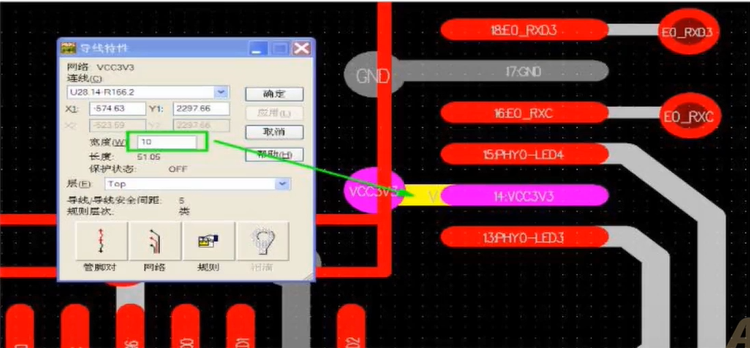 导线特性
网络: VCC3V3
连线(C)
U28.14-R166.2
确定
X1: -574.63 Y1: 2297.66
应用(L)
X2: -523.59 Y2: 2297.66
取消
宽度(W) 10
帮助(H)
长度: 51.05
保护状态: OFF
层(E): Top
导线/导线安全间距: 5
规则层次: 类
管脚对
网络
规则
18:E0_RXD3
E0_RXD3
17:GND
GND
16:E0_RXC
E0_RXC
15:PHY0-LED4
VCC3V3
V
14:VCC3V3
13:PHY0-LED3
D0
D1
D2
A